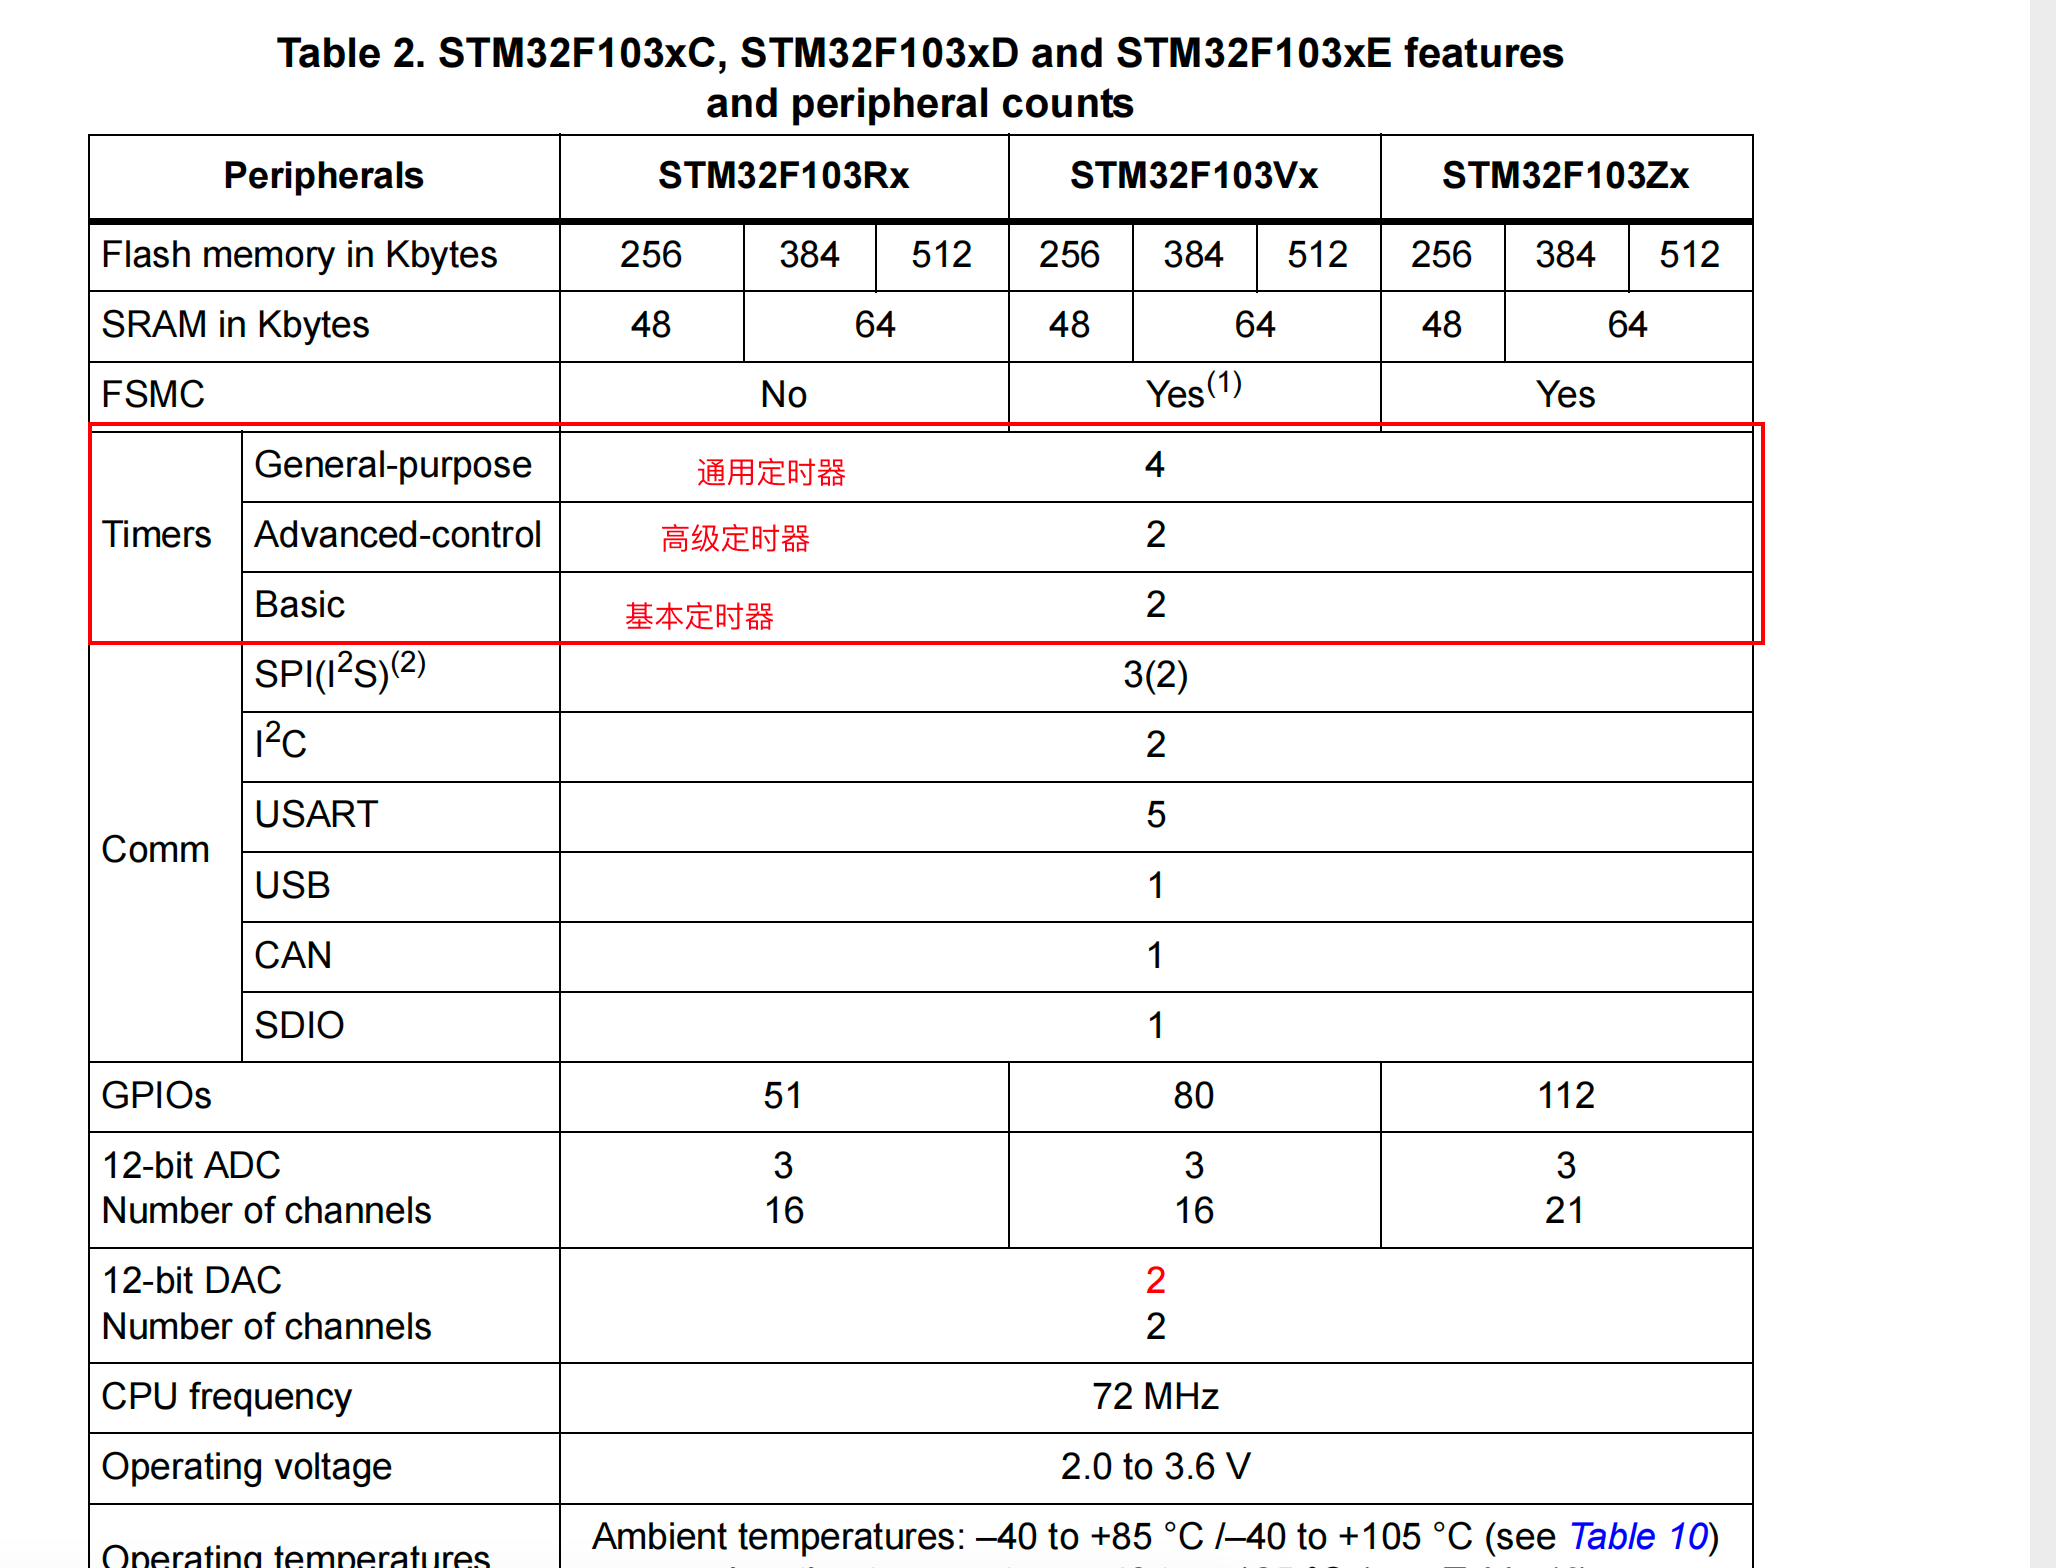 Table 2. STM32F103xC, STM32F103xD and STM32F103xE features
and peripheral counts
Peripherals STM32F103Rx STM32F103Vx STM32F103Zx
Flash memory in Kbytes 256 384 512 256 384 512 256 384 512
SRAM in Kbytes 48 64 48 64 48 64
FSMC No Yes(1) Yes
Timers
General-purpose 通用定时器 4
Advanced-control 高级定时器 2
Basic 基本定时器 2
Comm
SPI(I2S)(2) 3(2)
I2C 2
USART 5
USB 1
CAN 1
SDIO 1
GPIOs 51 80 112
12-bit ADC 3 3 3
Number of channels 16 16 21
12-bit DAC 2
Number of channels 2
CPU frequency 72 MHz
Operating voltage 2.0 to 3.6 V
Ambient temperatures: –40 to +85 °C /–40 to +105 °C (see Table 10)
Operating temperatures